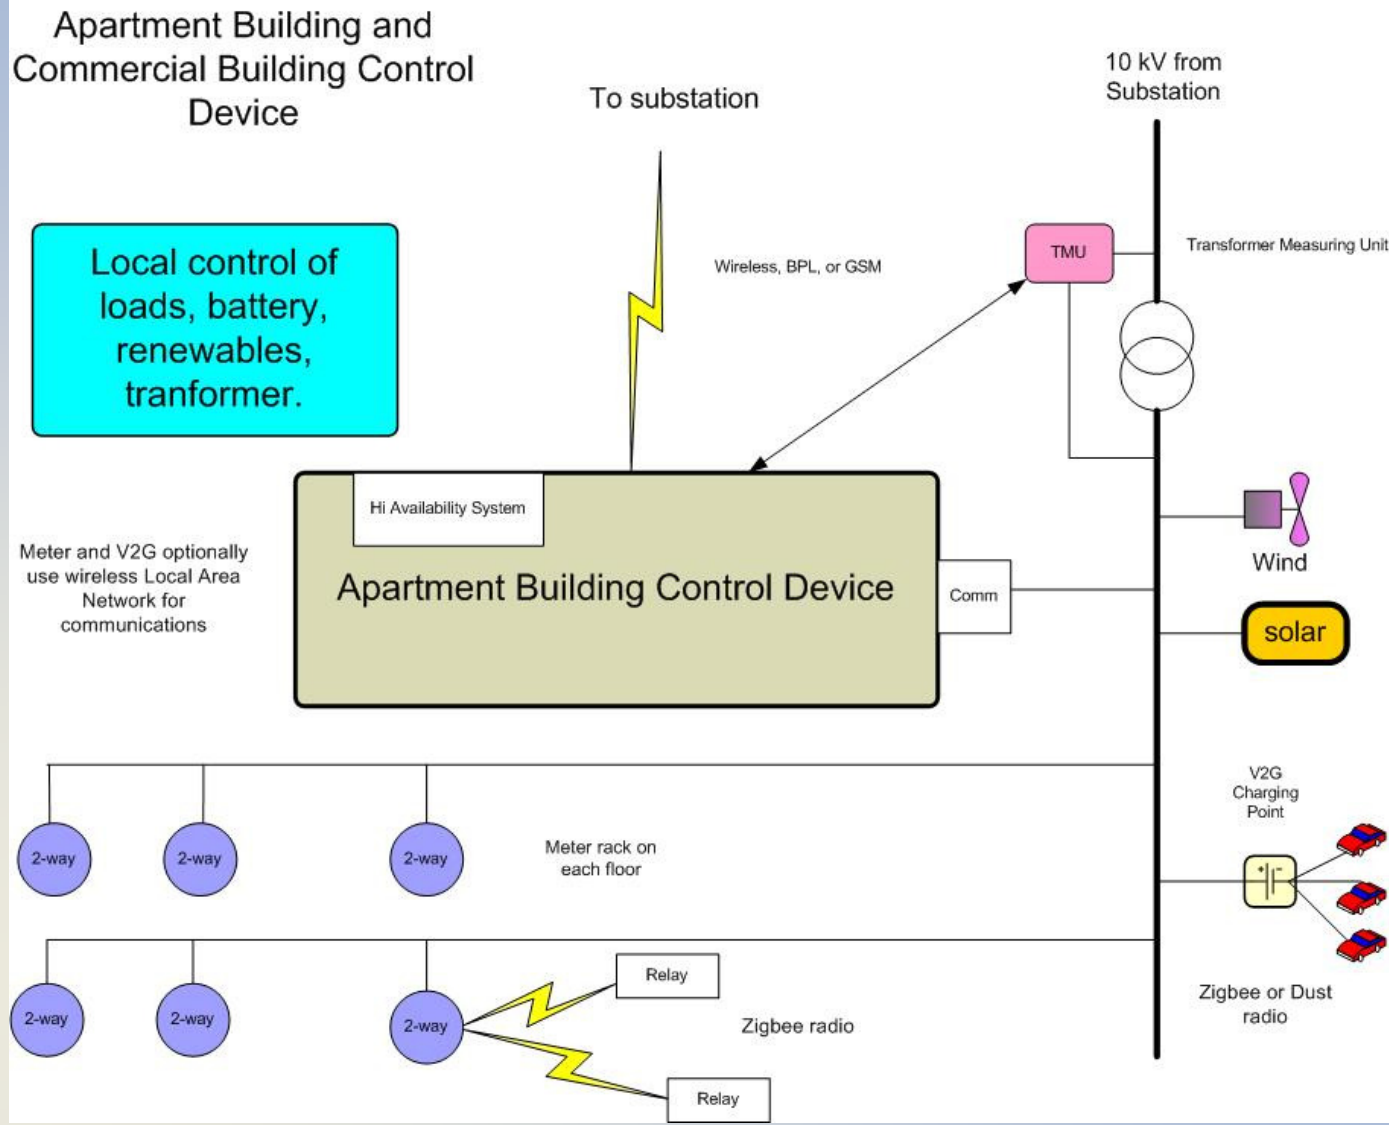 Apartment Building and
Commercial Building Control
Device
To substation
10 kV from
Substation
Local control of
loads, battery,
renewables,
tranformer.
Wireless, BPL, or GSM
TMU
Transformer Measuring Unit
Hi Availability System
Apartment Building Control Device
Comm
Meter and V2G optionally
use wireless Local Area
Network for
communications
Wind
solar
V2G
Charging
Point
2-way
2-way
2-way
Meter rack on
each floor
+ -
2-way
2-way
2-way
Relay
Zigbee radio
Relay
Zigbee or Dust
radio